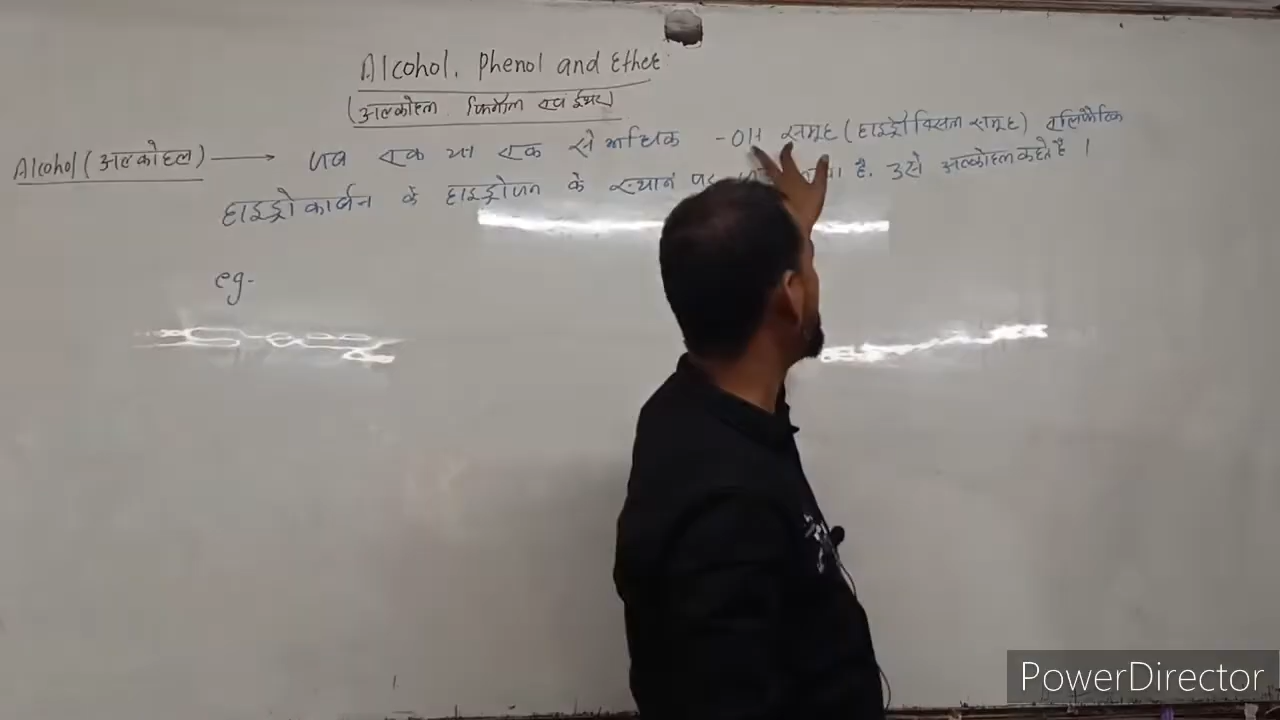 Alcohol, Phenol and Ether
(अल्कोहल फिनॉल एवं ईथर)
Alcohol (अल्कोहल) → जब एक या एक से अधिक -OH समूह (हाइड्रोक्सिल समूह) एलिफैटिक
हाइड्रोकार्बन के हाइड्रोजन के स्थान पर है. उसे अल्कोहल कहते है ।
eg-
PowerDirector